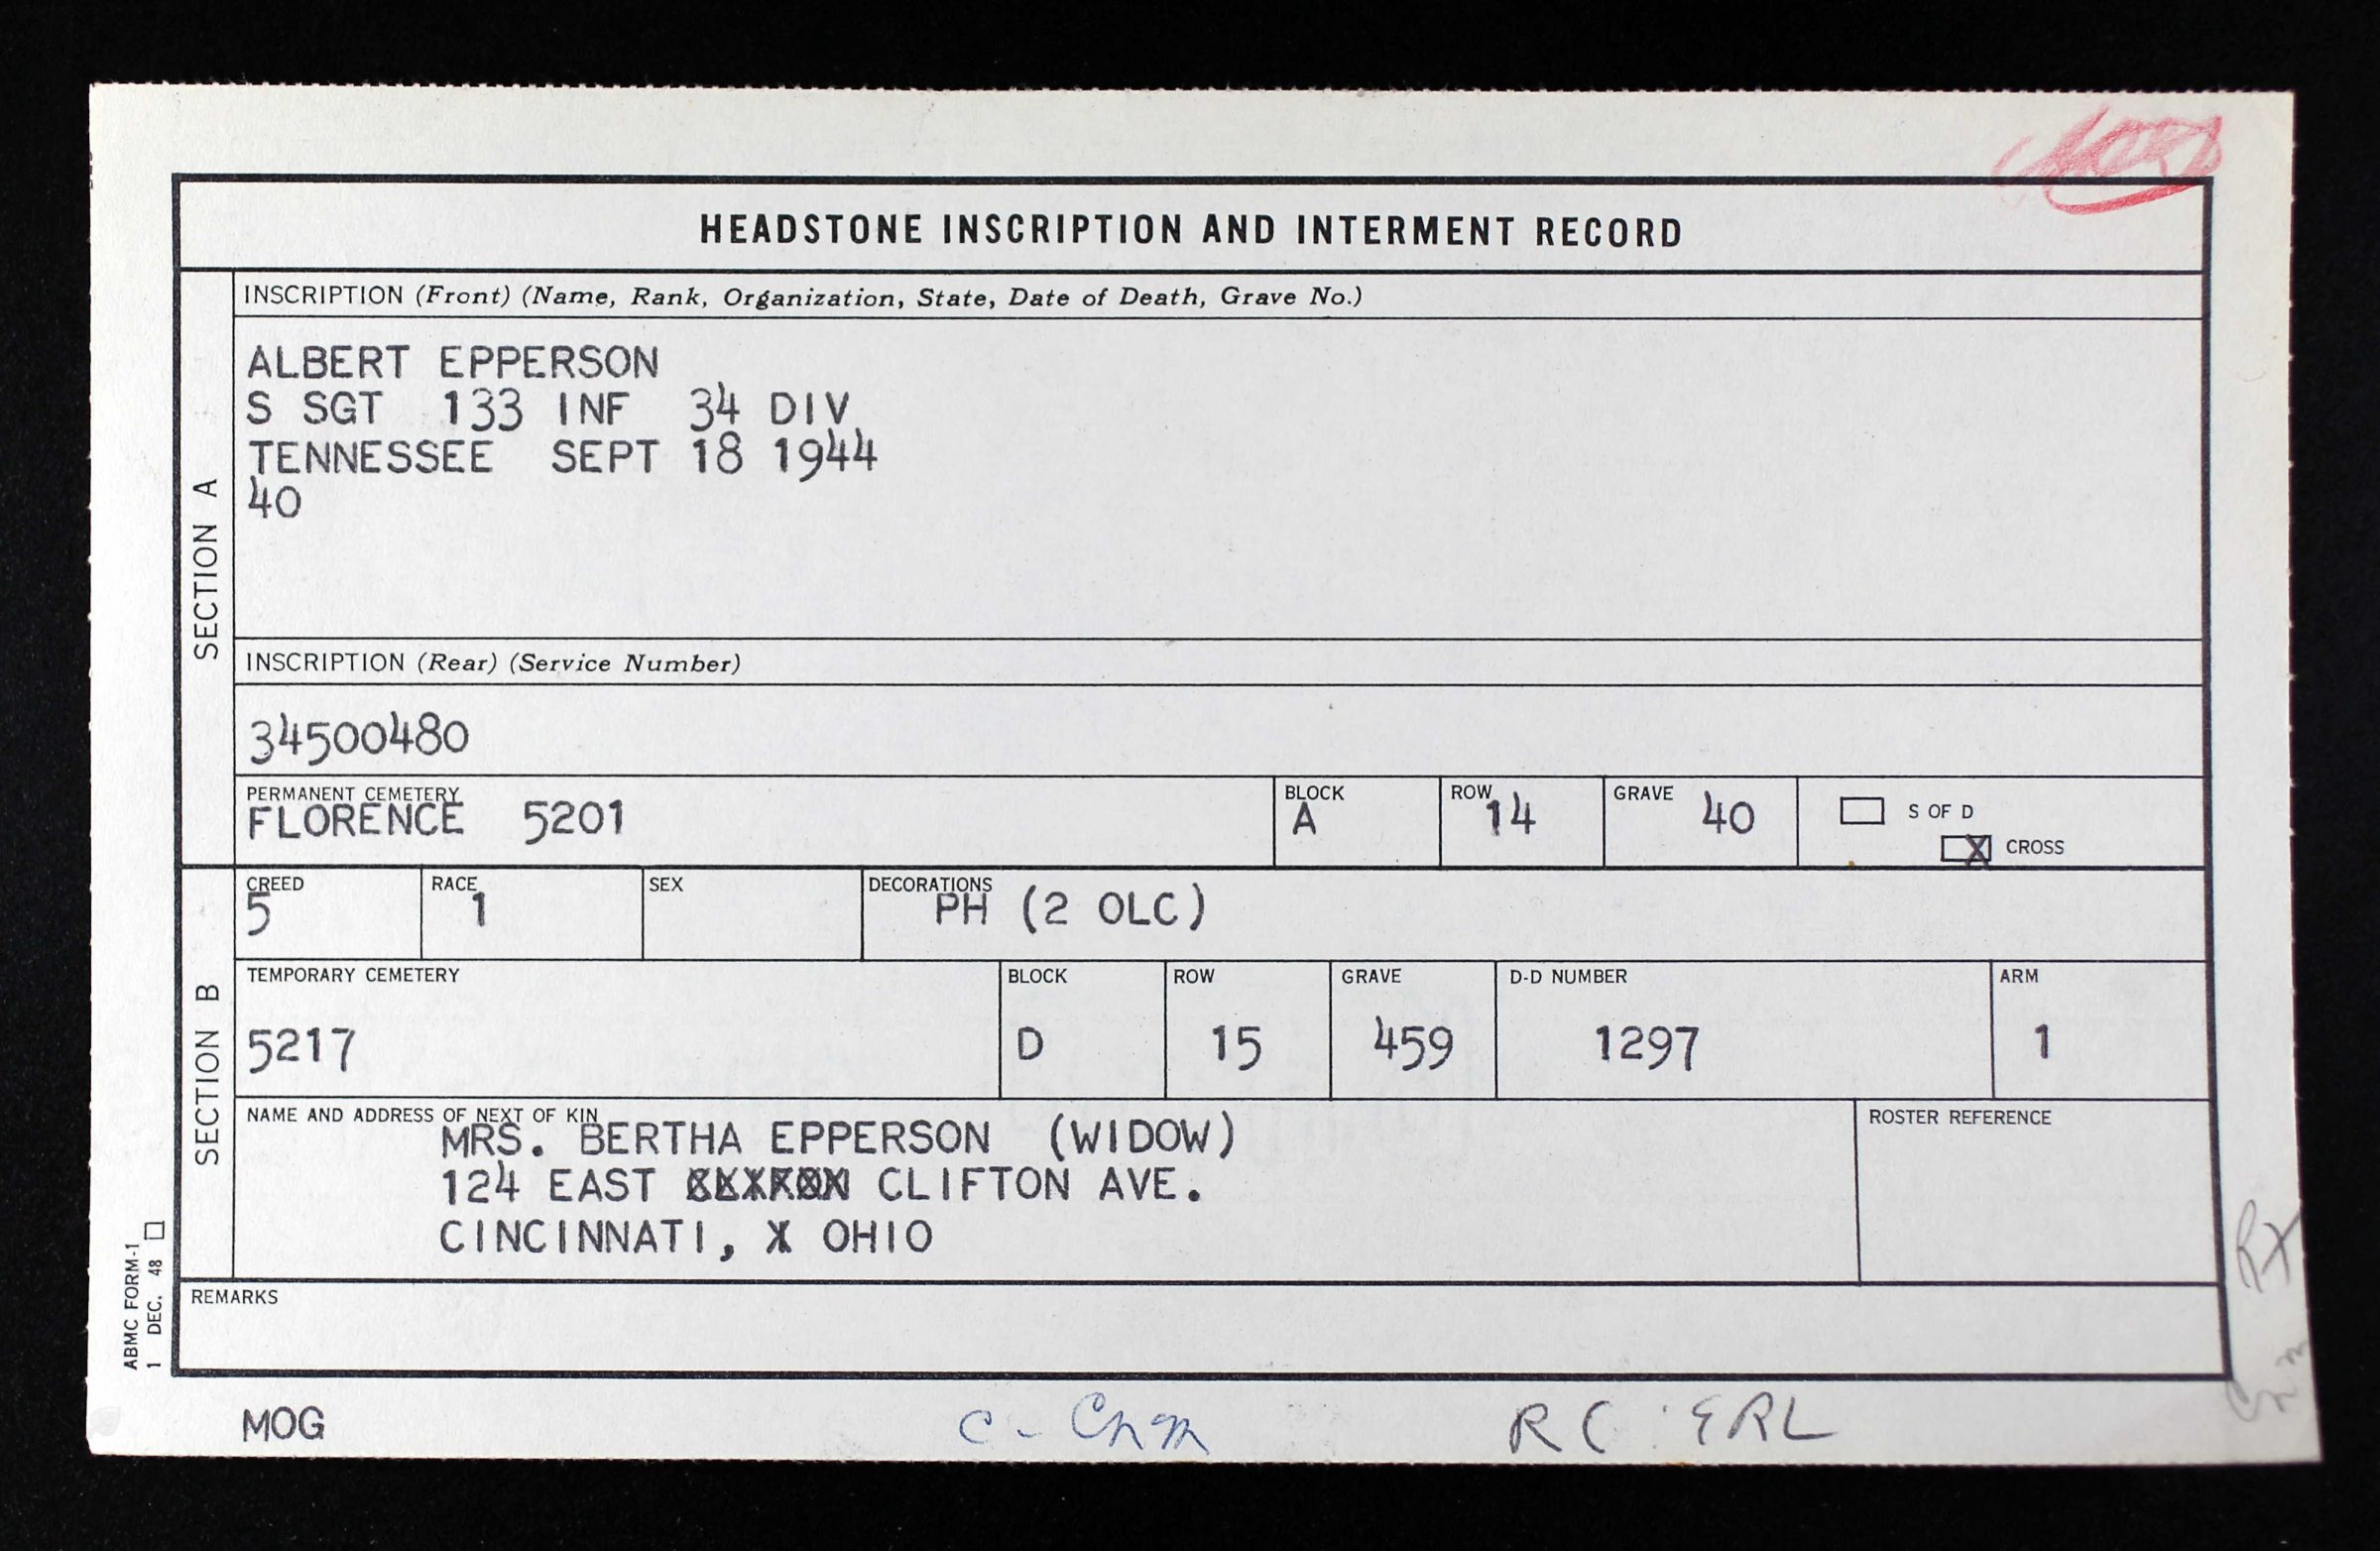 HEADSTONE INSCRIPTION AND INTERMENT RECORD
SECTION A
INSCRIPTION (Front) (Name, Rank, Organization, State, Date of Death, Grave No.)
ALBERT EPPERSON
S SGT 133 INF 34 DIV
TENNESSEE SEPT 18 1944
40
INSCRIPTION (Rear) (Service Number)
34500480
PERMANENT CEMETERY BLOCK ROW GRAVE
FLORENCE 5201 A 14 40
S OF D
X CROSS
SECTION B
CREED RACE SEX DECORATIONS
5 1 PH (2 OLC)
TEMPORARY CEMETERY BLOCK ROW GRAVE D-D NUMBER ARM
5217 D 15 459 1297 1
NAME AND ADDRESS OF NEXT OF KIN ROSTER REFERENCE
MRS. BERTHA EPPERSON (WIDOW)
124 EAST CLIFTON AVE.
CINCINNATI, X OHIO
REMARKS
ABMC FORM-1
1 DEC. 48
MOG